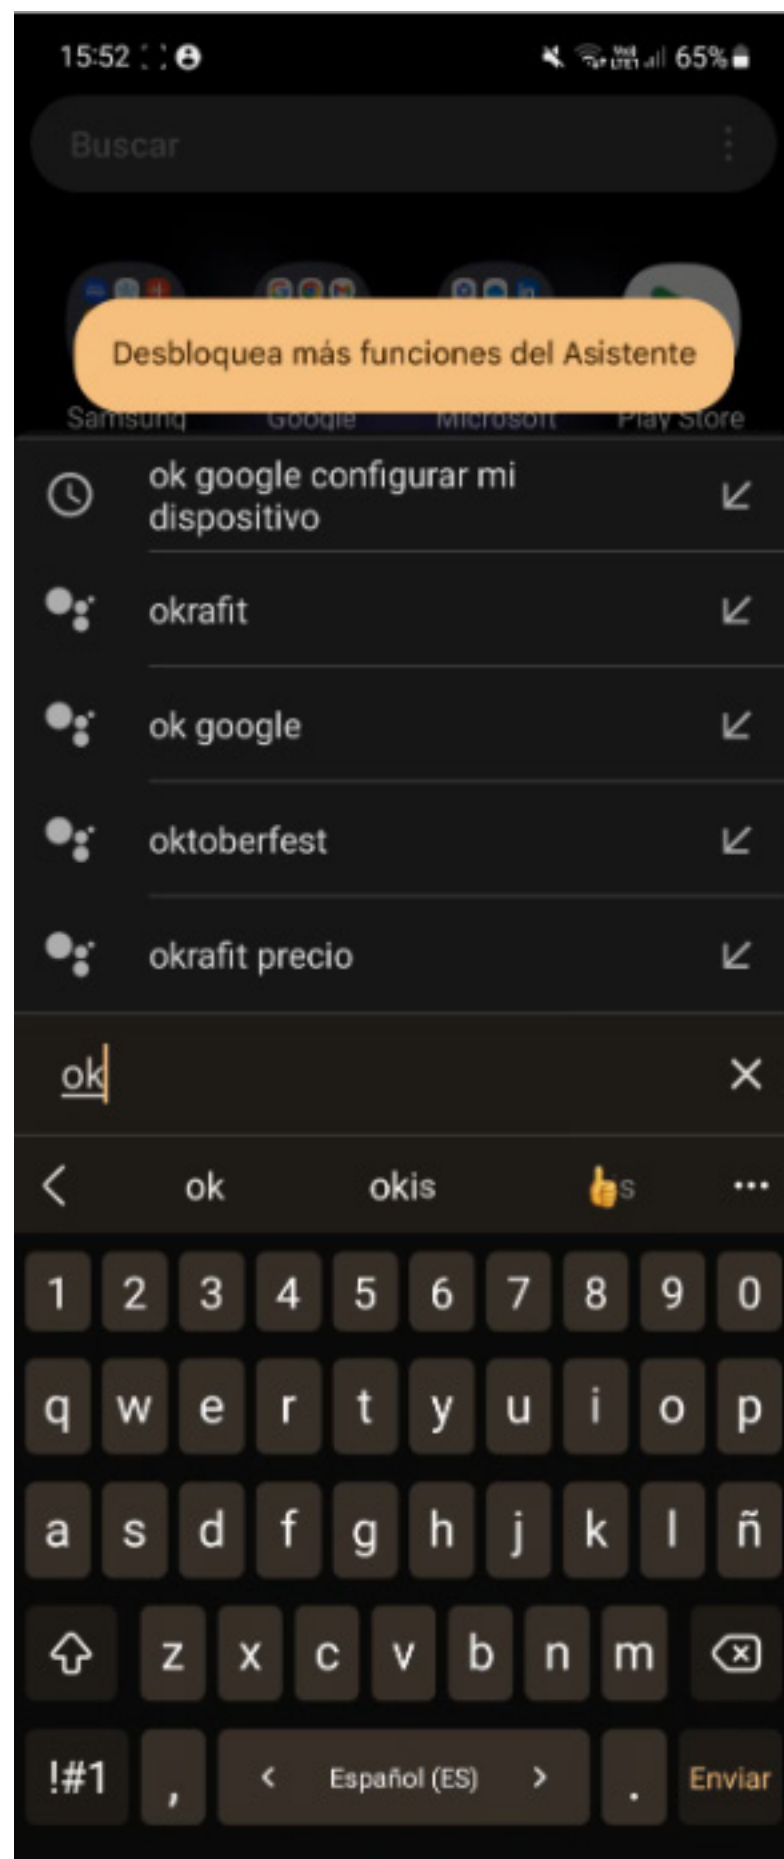 15:52 65%
Buscar
Desbloquea más funciones del Asistente
Samsung Google Microsoft Play Store
ok google configurar mi
dispositivo
okrafit
ok google
oktoberfest
okrafit precio
ok
ok okis 👍s
1 2 3 4 5 6 7 8 9 0
q w e r t y u i o p
a s d f g h j k l ñ
z x c v b n m
!#1 , < Español (ES) > . Enviar